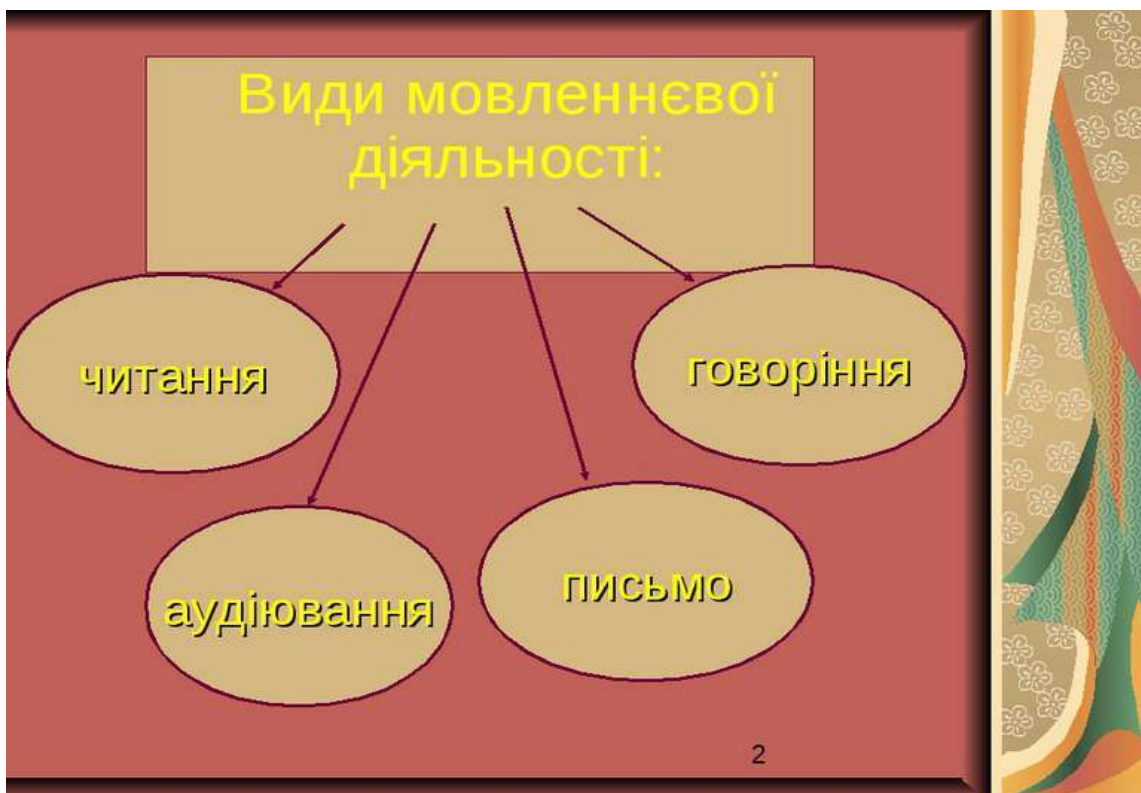 Види мовленнєвої
діяльності:
читання
говоріння
аудіювання
письмо
2